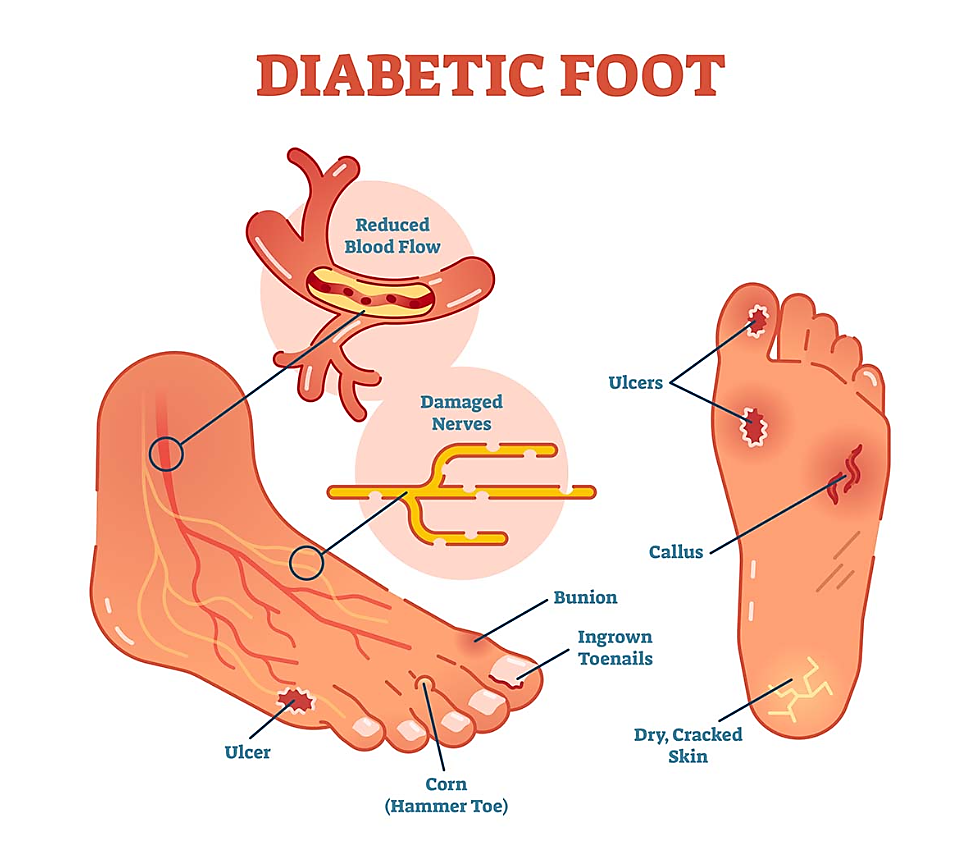 DIABETIC FOOT
Reduced
Blood Flow
Damaged
Nerves
Ulcers
Callus
Bunion
Ingrown
Toenails
Ulcer
Dry, Cracked
Skin
Corn
(Hammer Toe)